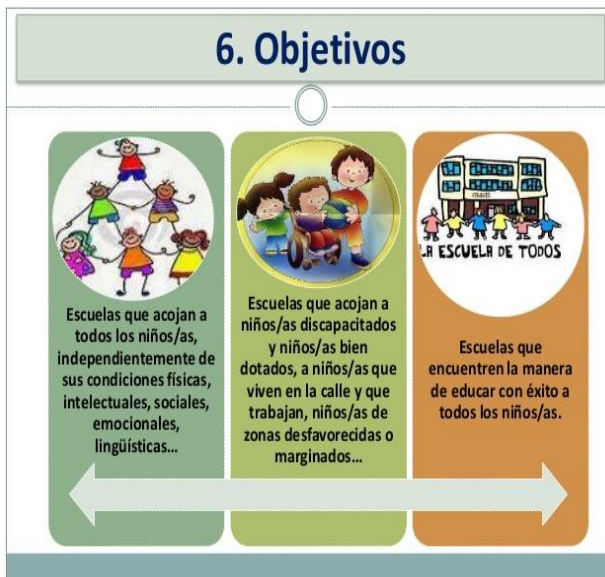 6. Objetivos
Escuelas que acojan a
todos los niños/as,
independientemente de
sus condiciones físicas,
intelectuales, sociales,
emocionales,
lingüísticas...
Escuelas que acojan a
niños/as discapacitados
y niños/as bien
dotados, a niños/as que
viven en la calle y que
trabajan, niños/as de
zonas desfavorecidas o
marginados...
COLEGIO
LA ESCUELA DE TODOS
Escuelas que
encuentren la manera
de educar con éxito a
todos los niños/as.